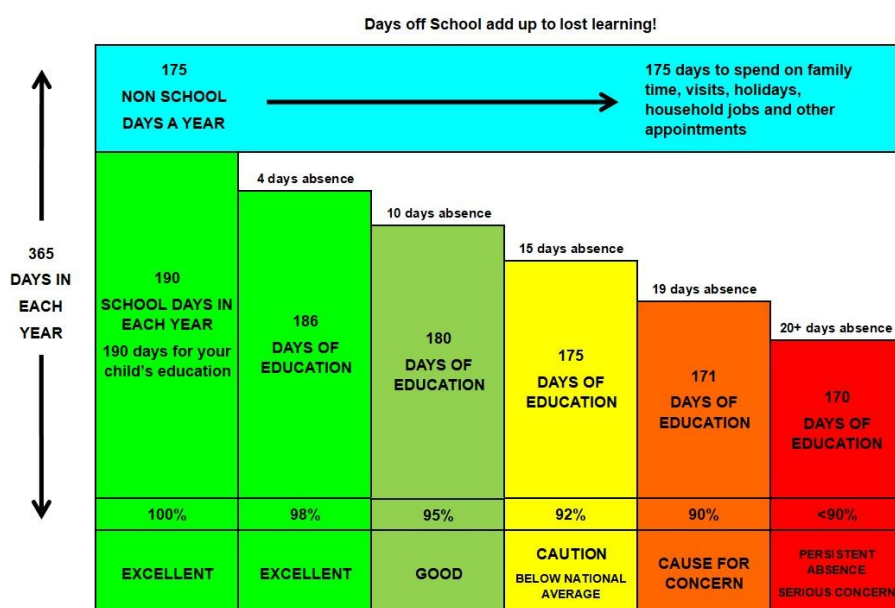 Days off School add up to lost learning!
175
NON SCHOOL
DAYS A YEAR
175 days to spend on family
time, visits, holidays,
household jobs and other
appointments
365
DAYS IN
EACH
YEAR
190
SCHOOL DAYS IN
EACH YEAR
190 days for your
child's education
4 days absence
186
DAYS OF
EDUCATION
10 days absence
180
DAYS OF
EDUCATION
15 days absence
175
DAYS OF
EDUCATION
19 days absence
171
DAYS OF
EDUCATION
20+ days absence
170
DAYS OF
EDUCATION
100%
98%
95%
92%
90%
<90%
EXCELLENT
EXCELLENT
GOOD
CAUTION
BELOW NATIONAL
AVERAGE
CAUSE FOR
CONCERN
PERSISTENT
ABSENCE
SERIOUS CONCERN